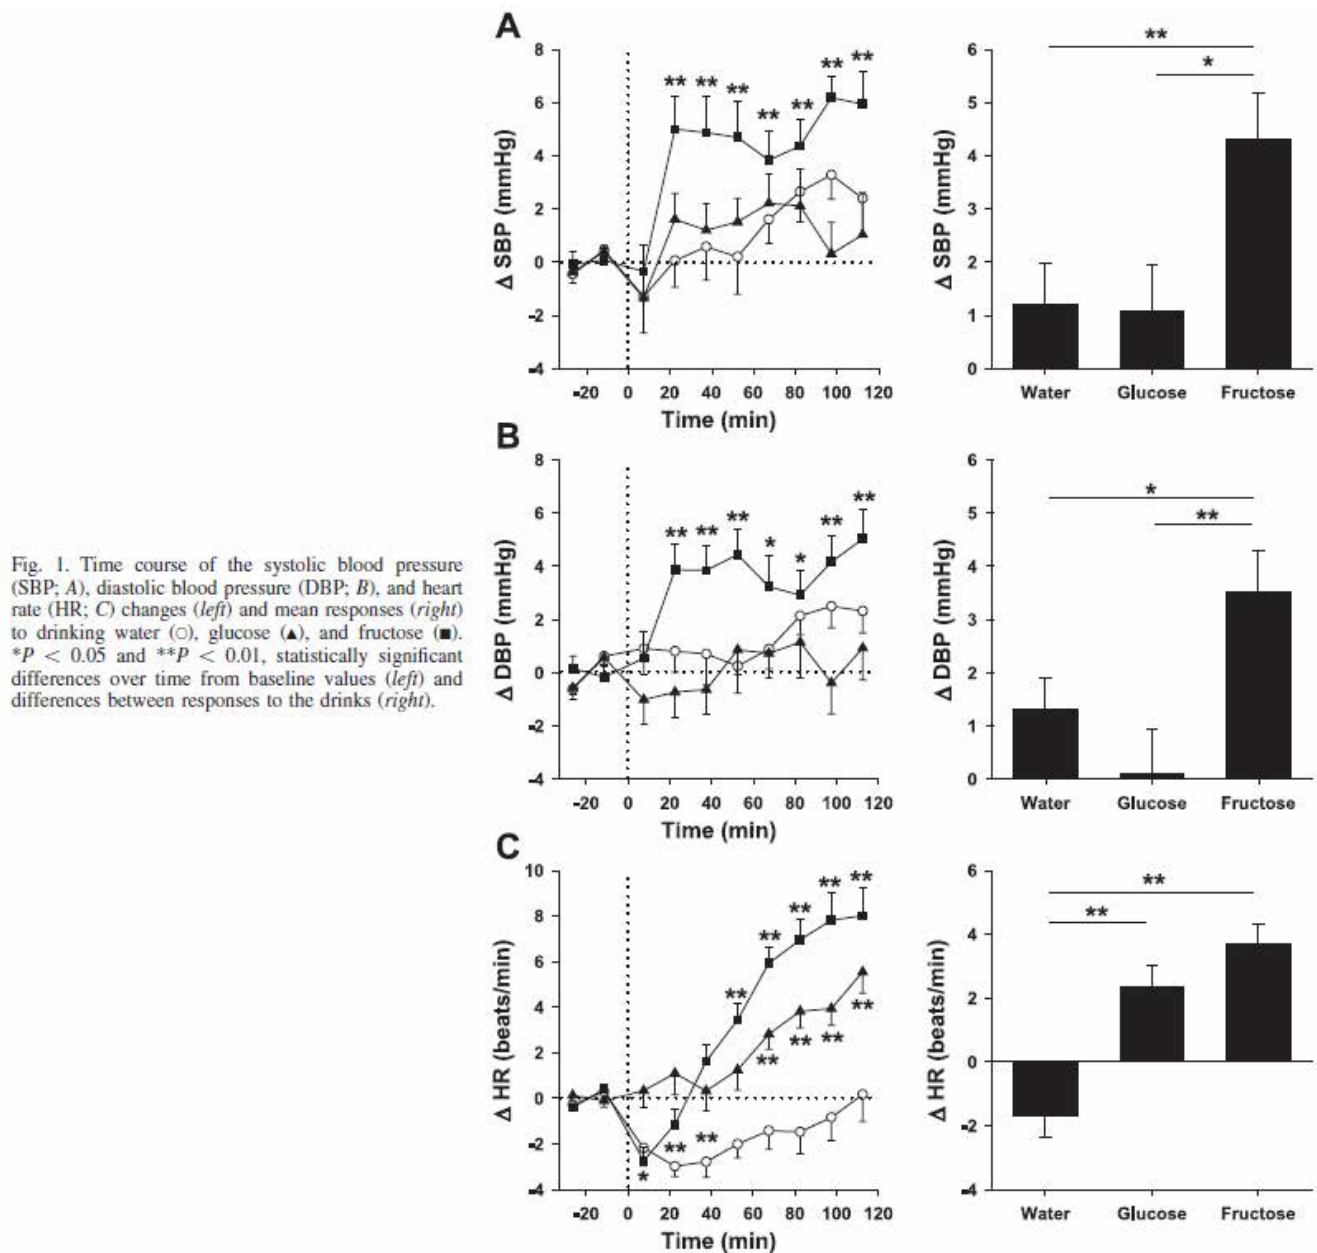 A
8
6
4
2
0
-2
-4
Δ SBP (mmHg)
** ** ** ** ** ** **
-20 0 20 40 60 80 100 120
Time (min)
6
5
4
3
2
1
0
Δ SBP (mmHg)
**
*
Water Glucose Fructose
B
8
6
4
2
0
-2
-4
Δ DBP (mmHg)
** ** ** * * ** **
-20 0 20 40 60 80 100 120
Time (min)
6
5
4
3
2
1
0
Δ DBP (mmHg)
*
**
Water Glucose Fructose
Fig. 1. Time course of the systolic blood pressure
(SBP; A), diastolic blood pressure (DBP; B), and heart
rate (HR; C) changes (left) and mean responses (right)
to drinking water (○), glucose (▲), and fructose (■).
*P < 0.05 and **P < 0.01, statistically significant
differences over time from baseline values (left) and
differences between responses to the drinks (right).
C
10
8
6
4
2
0
-2
-4
Δ HR (beats/min)
** ** ** ** **
** ** ** **
* ** **
-20 0 20 40 60 80 100 120
Time (min)
6
4
2
0
-2
-4
Δ HR (beats/min)
**
**
Water Glucose Fructose